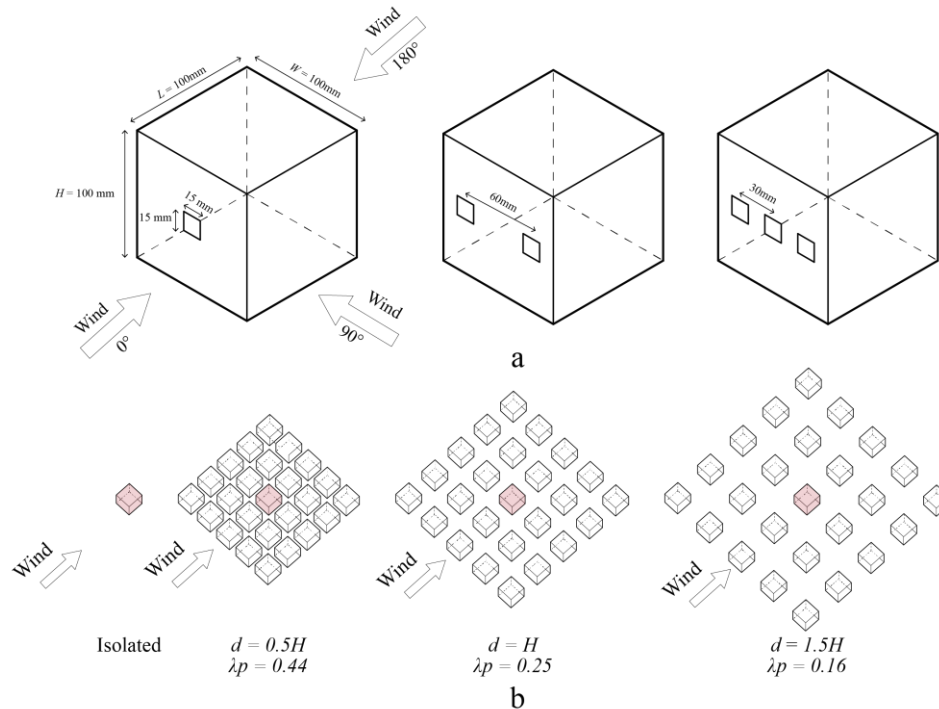 Wind
180°
L = 100mm
W = 100mm
H = 100 mm
15 mm
15 mm
Wind
0°
Wind
90°
60mm
30mm
a
Wind
Wind
Wind
Wind
Isolated
d = 0.5H
λp = 0.44
d = H
λp = 0.25
d = 1.5H
λp = 0.16
b